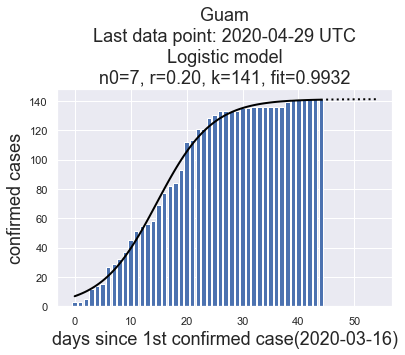 Guam
Last data point: 2020-04-29 UTC
Logistic model
n0=7, r=0.20, k=141, fit=0.9932
140
120
100
80
60
40
20
0
confirmed cases
0 10 20 30 40 50
days since 1st confirmed case(2020-03-16)